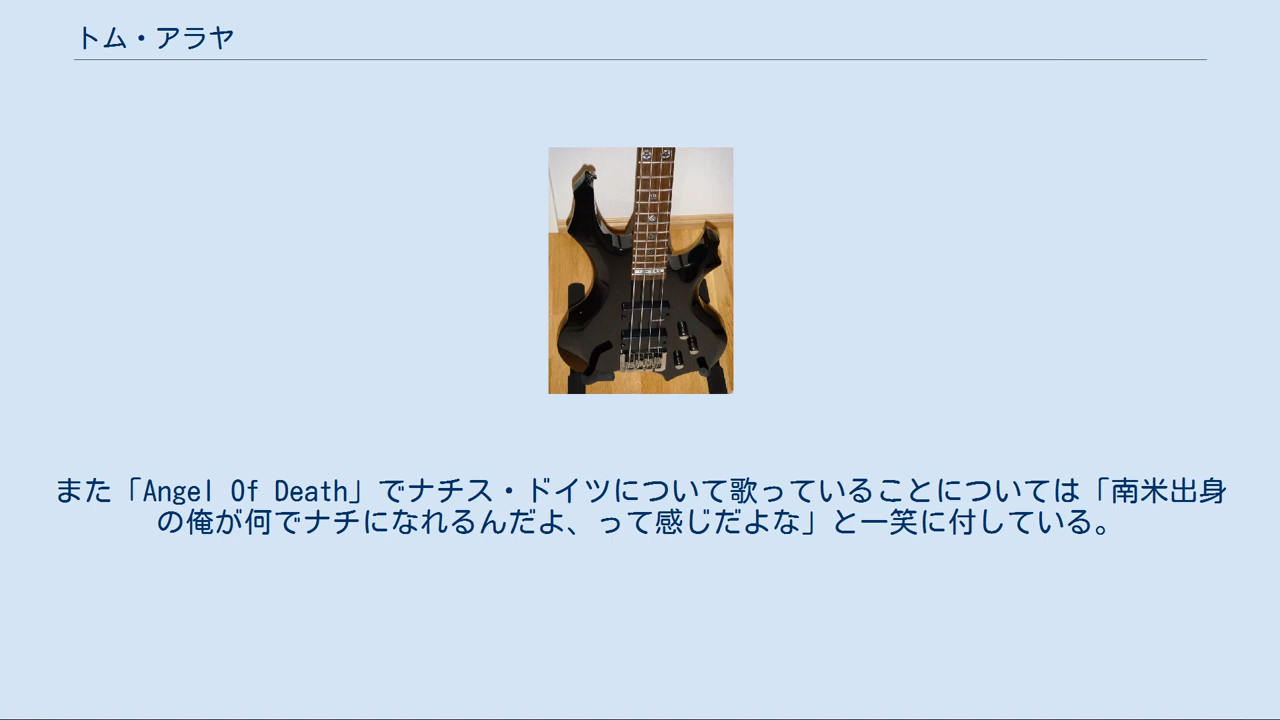 トム・アラヤ
また「Angel Of Death」でナチス・ドイツについて歌っていることについては「南米出身
の俺が何でナチになれるんだよ、って感じだよな」と一笑に付している。